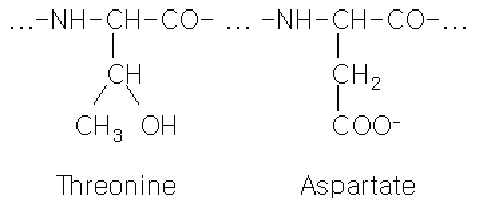 ...–NH–CH–CO– ... –NH–CH–CO–...
CH CH₂
CH₃ OH COO⁻
Threonine Aspartate